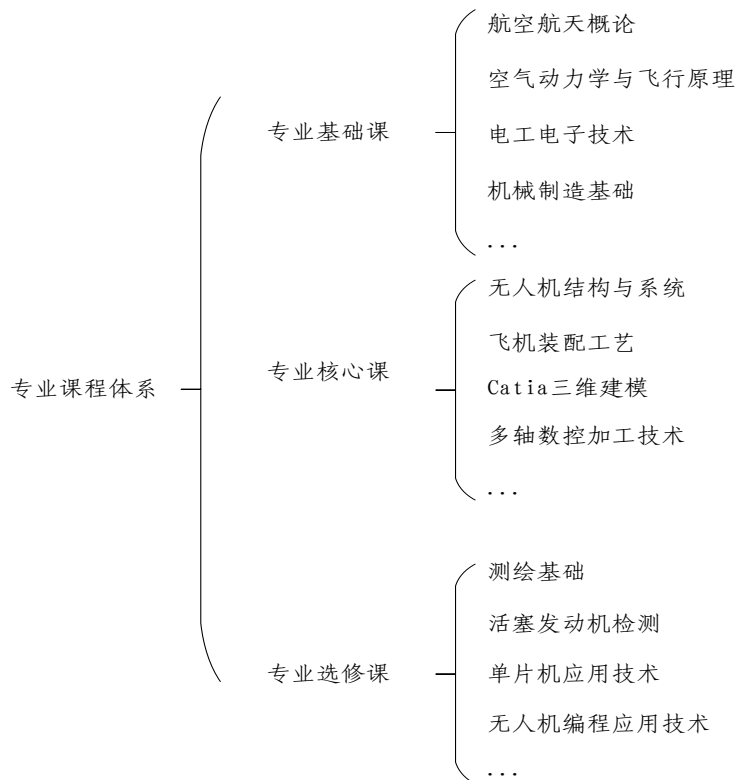 专业课程体系
专业基础课
航空航天概论
空气动力学与飞行原理
电工电子技术
机械制造基础
...
专业核心课
无人机结构与系统
飞机装配工艺
Catia三维建模
多轴数控加工技术
...
专业选修课
测绘基础
活塞发动机检测
单片机应用技术
无人机编程应用技术
...